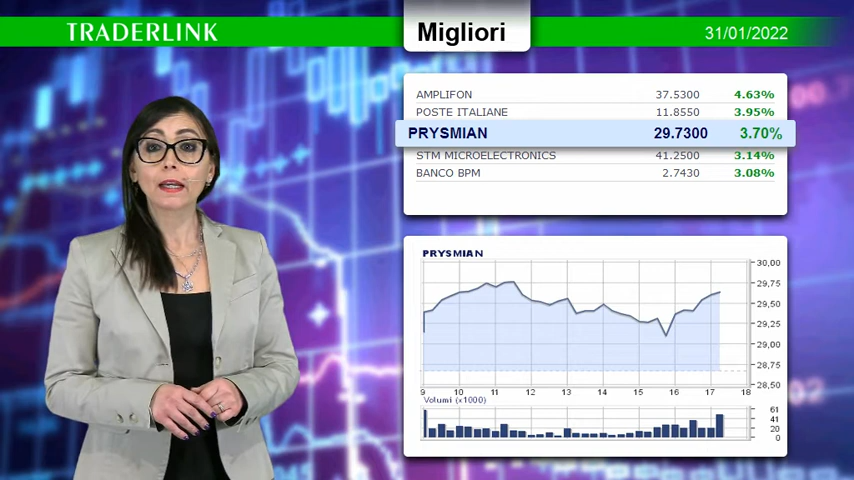 TRADERLINK
Migliori
31/01/2022
AMPLIFON 37.5300 4.63%
POSTE ITALIANE 11.8550 3.95%
PRYSMIAN 29.7300 3.70%
STM MICROELECTRONICS 41.2500 3.14%
BANCO BPM 2.7430 3.08%
PRYSMIAN
30,00
29,75
29,50
29,25
29,00
28,75
28,50
9 10 11 12 13 14 15 16 17 18
Volumi (x1000)
61
41
20
0